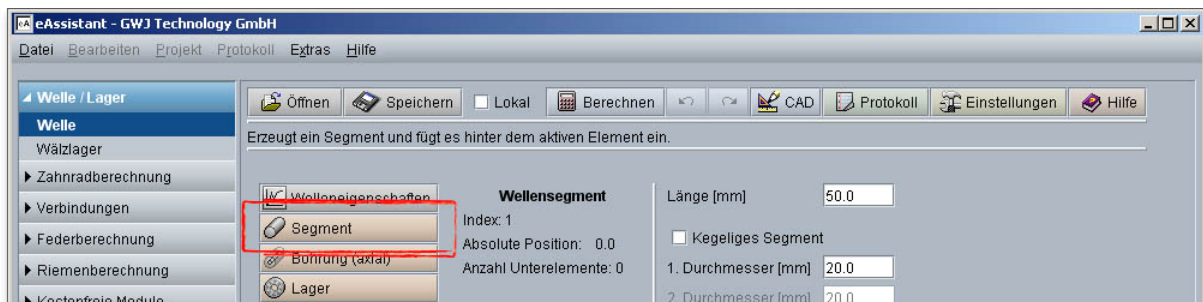 eA eAssistant - GWJ Technology GmbH
Datei Bearbeiten Projekt Protokoll Extras Hilfe
Welle / Lager
Welle
Wälzlager
Zahnradberechnung
Verbindungen
Federberechnung
Riemenberechnung
Kostenfreie Module
Öffnen Speichern Lokal Berechnen CAD Protokoll Einstellungen Hilfe
Erzeugt ein Segment und fügt es hinter dem aktiven Element ein.
Welleneigenschaften
Segment
Bohrung (axial)
Lager
Wellensegment
Index: 1
Absolute Position: 0.0
Anzahl Unterelemente: 0
Länge [mm] 50.0
Kegeliges Segment
1. Durchmesser [mm] 20.0
2. Durchmesser [mm] 20.0